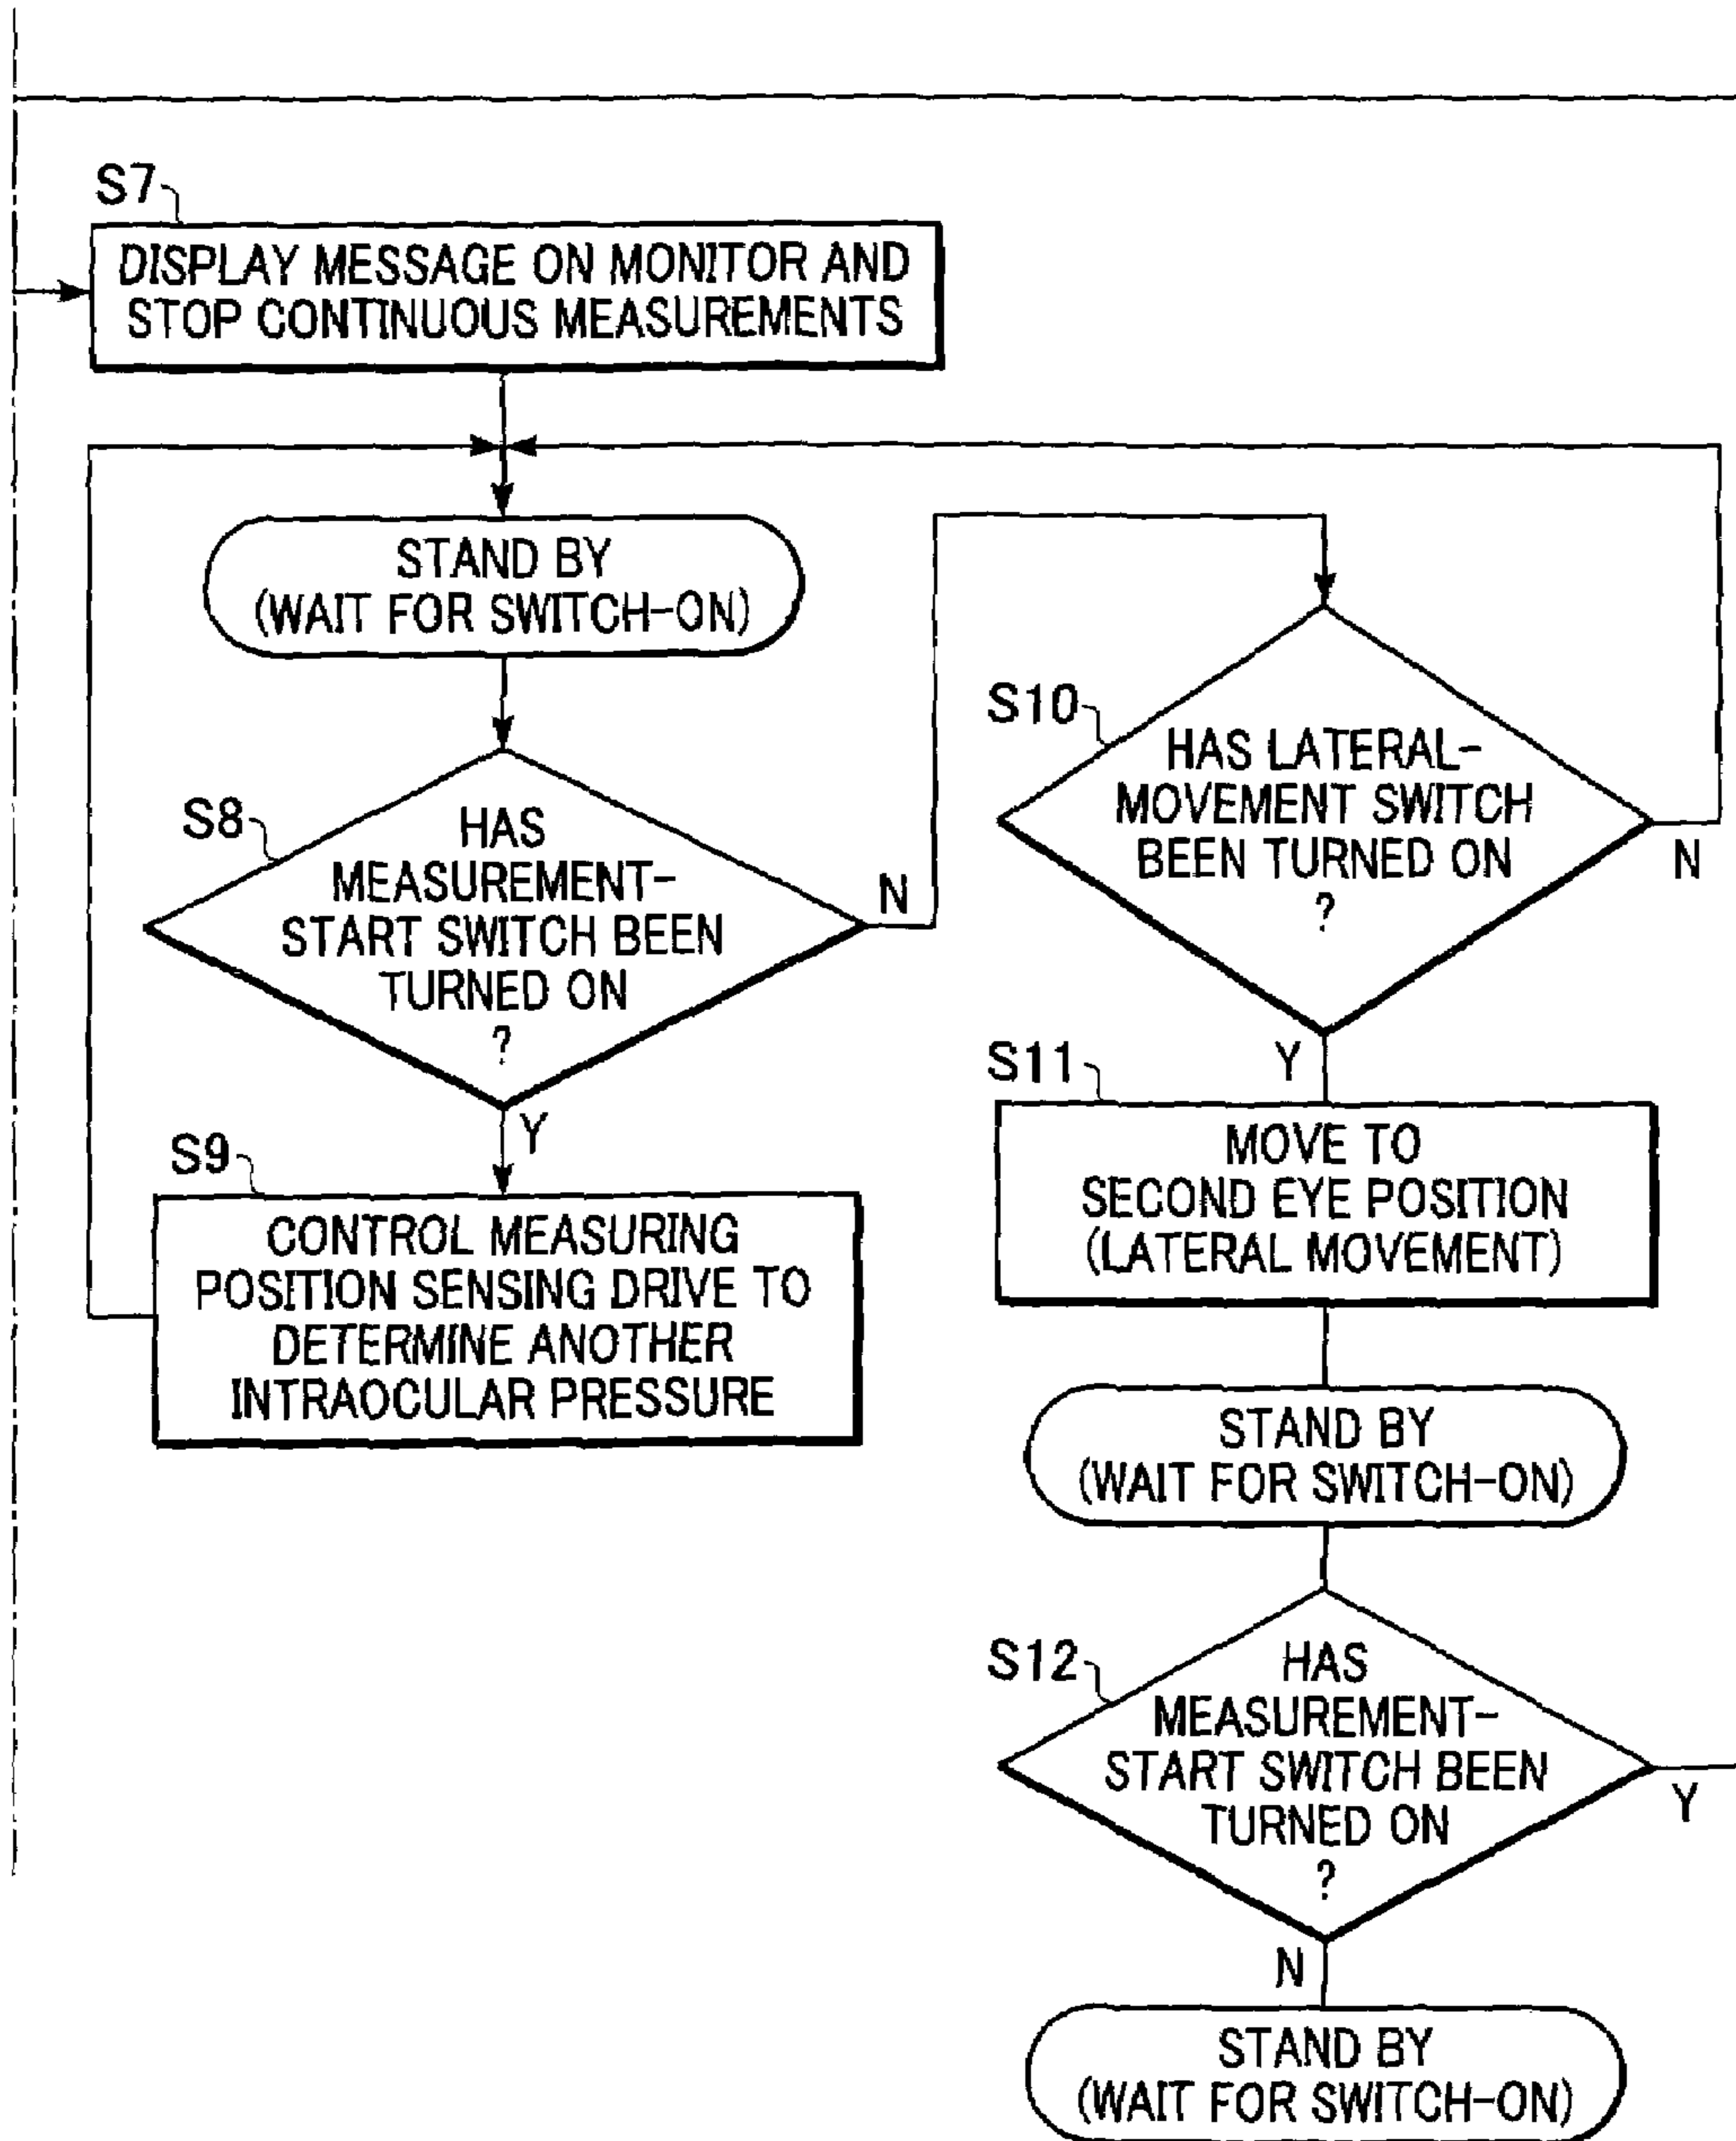 S7
DISPLAY MESSAGE ON MONITOR AND
STOP CONTINUOUS MEASUREMENTS
STAND BY
(WAIT FOR SWITCH-ON)
S8
HAS
MEASUREMENT-
START SWITCH BEEN
TURNED ON
?
N
Y
S9
CONTROL MEASURING
POSITION SENSING DRIVE TO
DETERMINE ANOTHER
INTRAOCULAR PRESSURE
S10
HAS LATERAL-
MOVEMENT SWITCH
BEEN TURNED ON
?
N
Y
S11
MOVE TO
SECOND EYE POSITION
(LATERAL MOVEMENT)
STAND BY
(WAIT FOR SWITCH-ON)
S12
HAS
MEASUREMENT-
START SWITCH BEEN
TURNED ON
?
Y
N
STAND BY
(WAIT FOR SWITCH-ON)